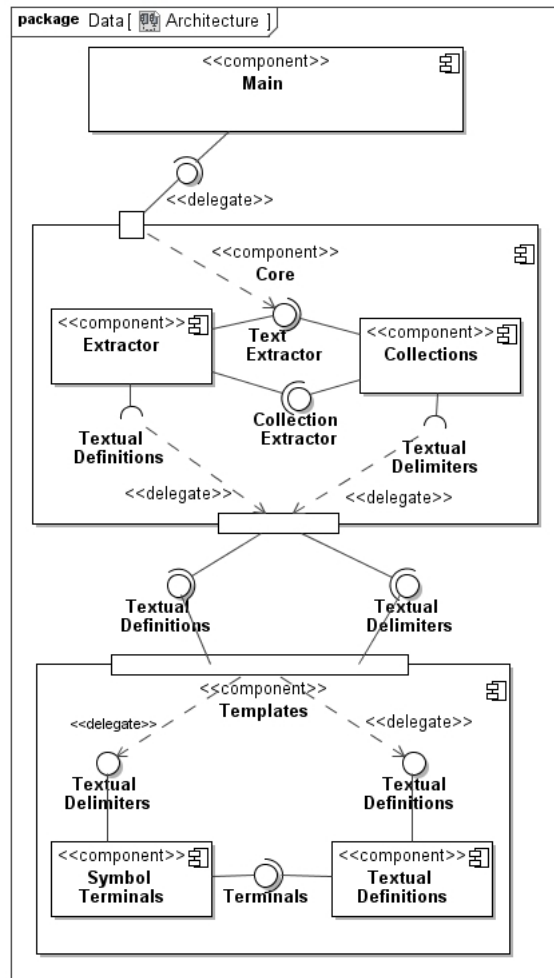 package Data[ Architecture ]
<<component>>
Main
<<delegate>>
<<component>>
Core
<<component>>
Extractor
Text
Extractor
<<component>>
Collections
Collection
Extractor
Textual
Definitions
Textual
Delimiters
<<delegate>>
<<delegate>>
Textual
Definitions
Textual
Delimiters
<<component>>
Templates
<<delegate>>
<<delegate>>
Textual
Delimiters
Textual
Definitions
<<component>>
Symbol
Terminals
Terminals
<<component>>
Textual
Definitions